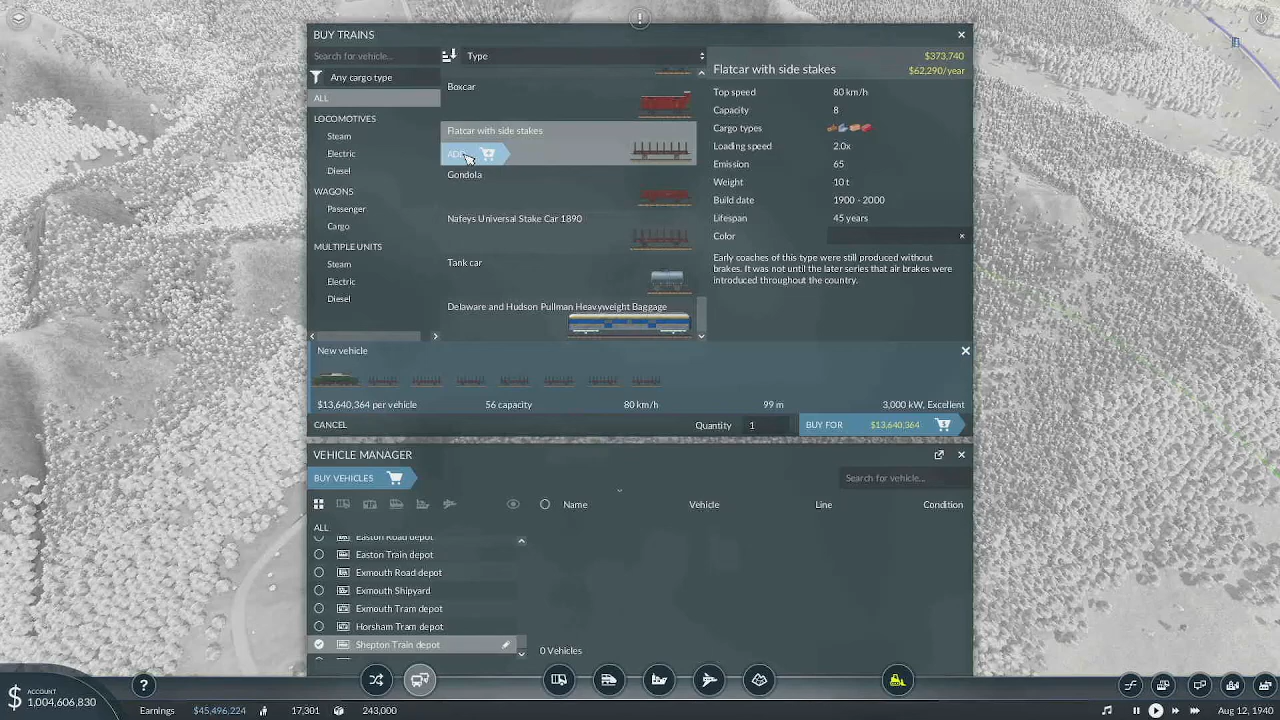 BUY TRAINS
Search for vehicle...
Type
Any cargo type
ALL
LOCOMOTIVES
Steam
Electric
Diesel
WAGONS
Passenger
Cargo
MULTIPLE UNITS
Steam
Electric
Diesel
Boxcar
Flatcar with side stakes
ADD
Gondola
Nafeys Universal Stake Car 1890
Tank car
Delaware and Hudson Pullman Heavyweight Baggage
$373,740
Flatcar with side stakes
$62,290/year
Top speed 80 km/h
Capacity 8
Cargo types
Loading speed 2.0x
Emission 65
Weight 10 t
Build date 1900 - 2000
Lifespan 45 years
Color
Early coaches of this type were still produced without
brakes. It was not until the later series that air brakes were
introduced throughout the country.
New vehicle
$13,640,364 per vehicle 56 capacity 80 km/h 99 m 3,000 kW, Excellent
CANCEL Quantity 1 BUY FOR $13,640,364
VEHICLE MANAGER
BUY VEHICLES
Search for vehicle...
Name Vehicle Line Condition
ALL
Easton Road depot
Easton Train depot
Exmouth Road depot
Exmouth Shipyard
Exmouth Tram depot
Horsham Tram depot
Shepton Train depot
0 Vehicles
ACCOUNT
$ 1,004,606,830
?
Earnings $45,496,224 17,301 243,000 Aug 12, 1940